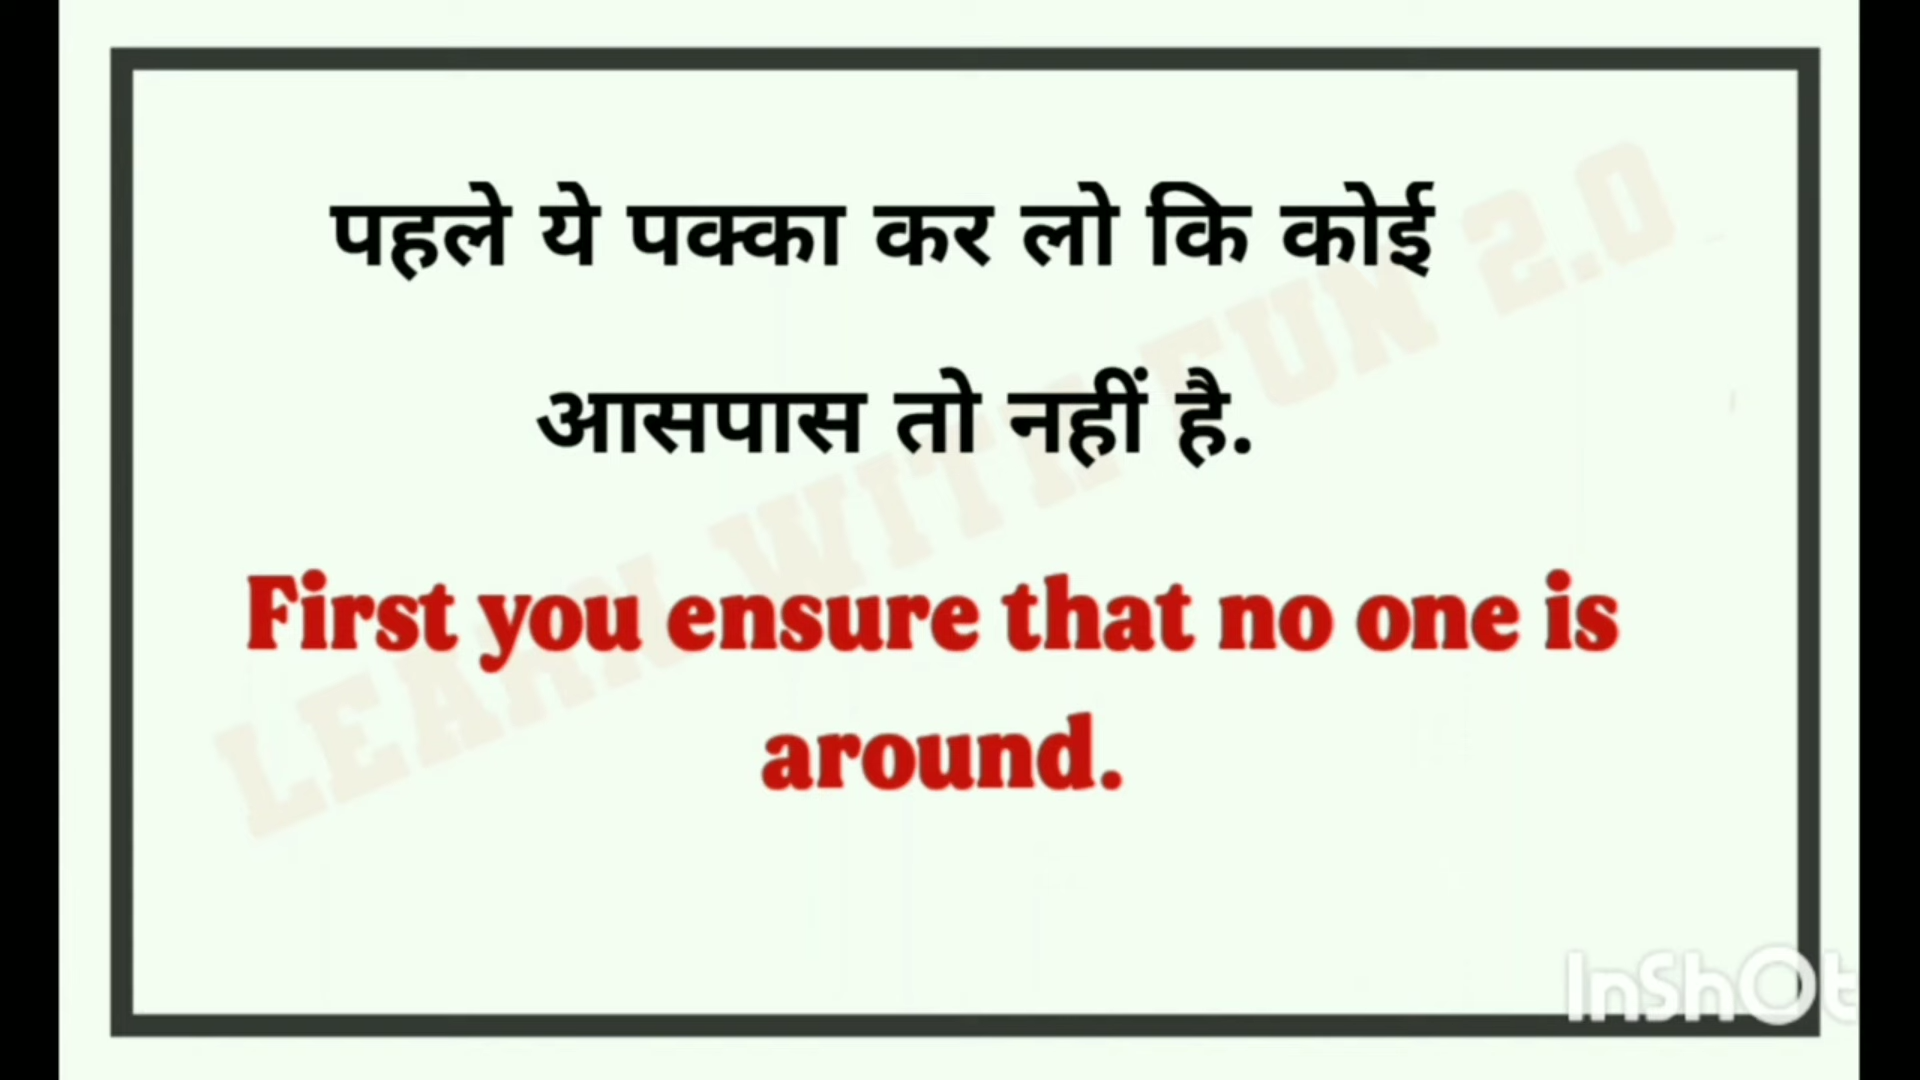 पहले ये पक्का कर लो कि कोई
आसपास तो नहीं है.
First you ensure that no one is
around.
LEARN WITH FUN 2.0
InShOt